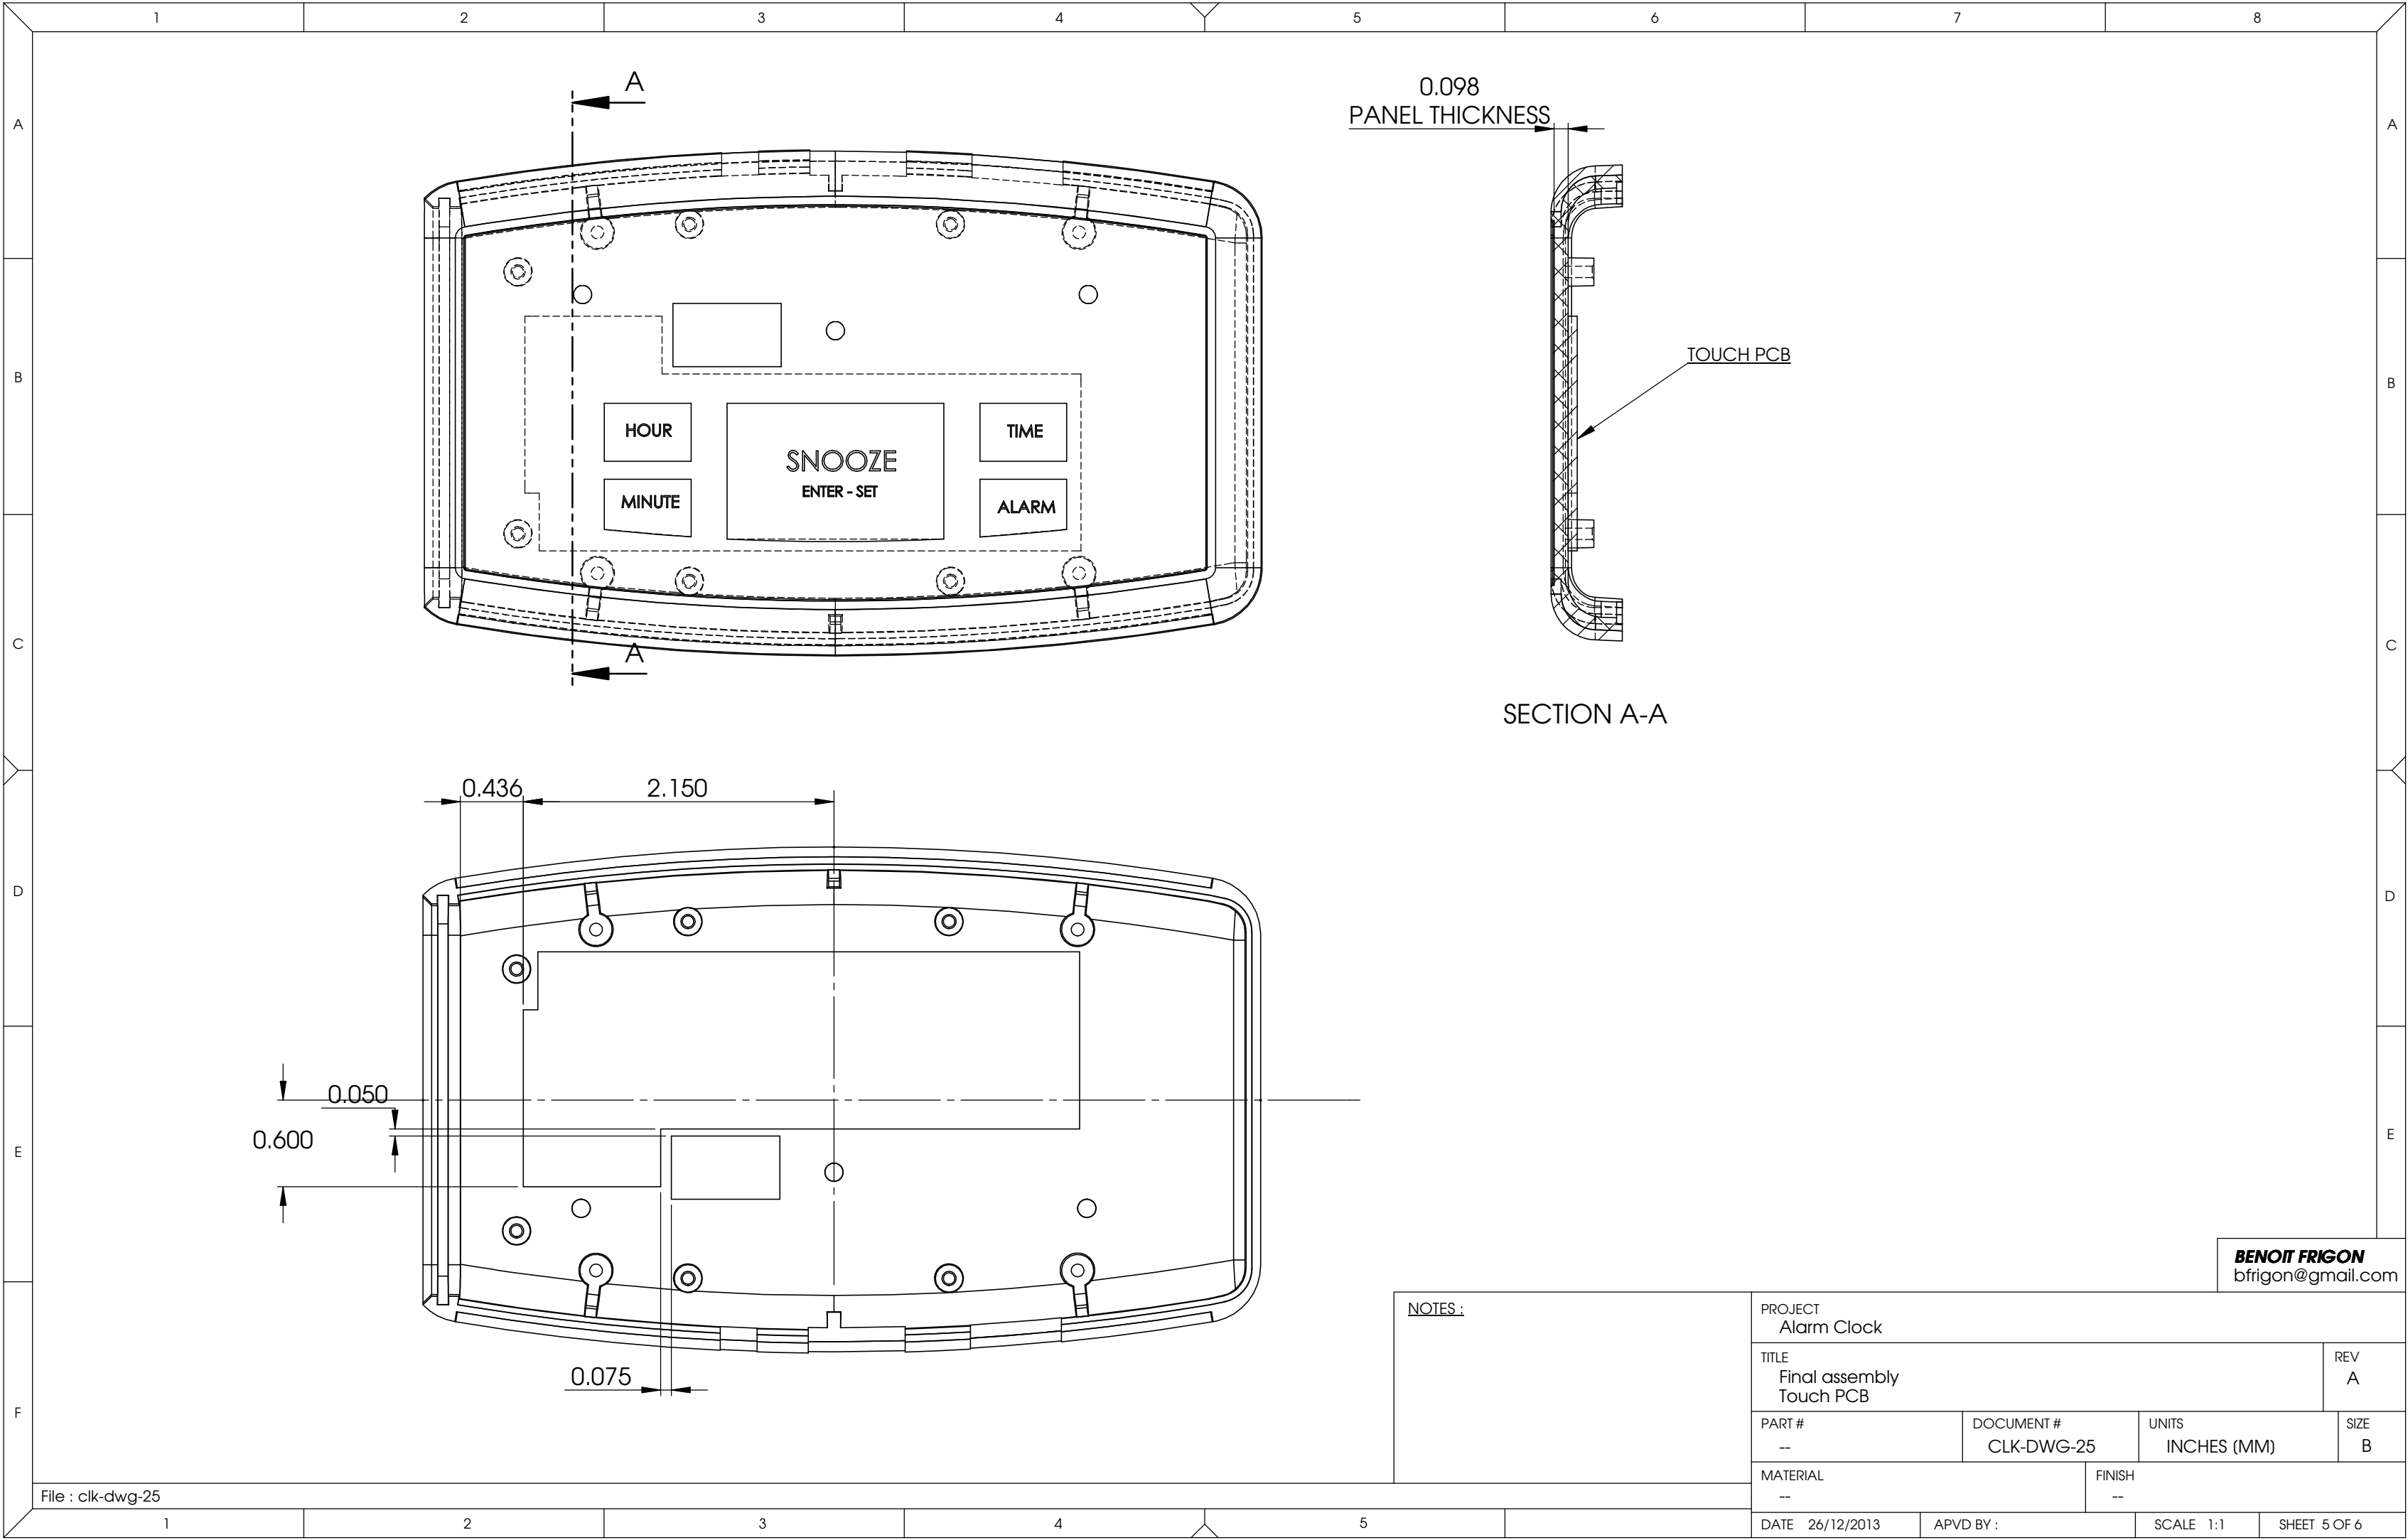 1 2 3 4 5 6 7 8
A
A
0.098
PANEL THICKNESS
A A
TOUCH PCB
B B
HOUR
TIME
SNOOZE
ENTER - SET
MINUTE
ALARM
A
C C
SECTION A-A
0.436 2.150
D D
0.050
0.600
E E
BENOIT FRIGON
bfrigon@gmail.com
0.075
F
NOTES :
PROJECT
Alarm Clock
TITLE
Final assembly
Touch PCB
REV
A
PART #
--
DOCUMENT #
CLK-DWG-25
UNITS
INCHES (MM)
SIZE
B
MATERIAL
--
FINISH
--
DATE 26/12/2013
APVD BY :
SCALE 1:1
SHEET 5 OF 6
File : clk-dwg-25
1 2 3 4 5